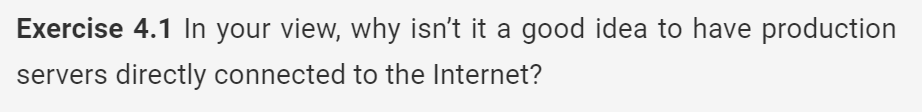 Exercise 4.1 In your view, why isn’t it a good idea to have production
servers directly connected to the Internet?